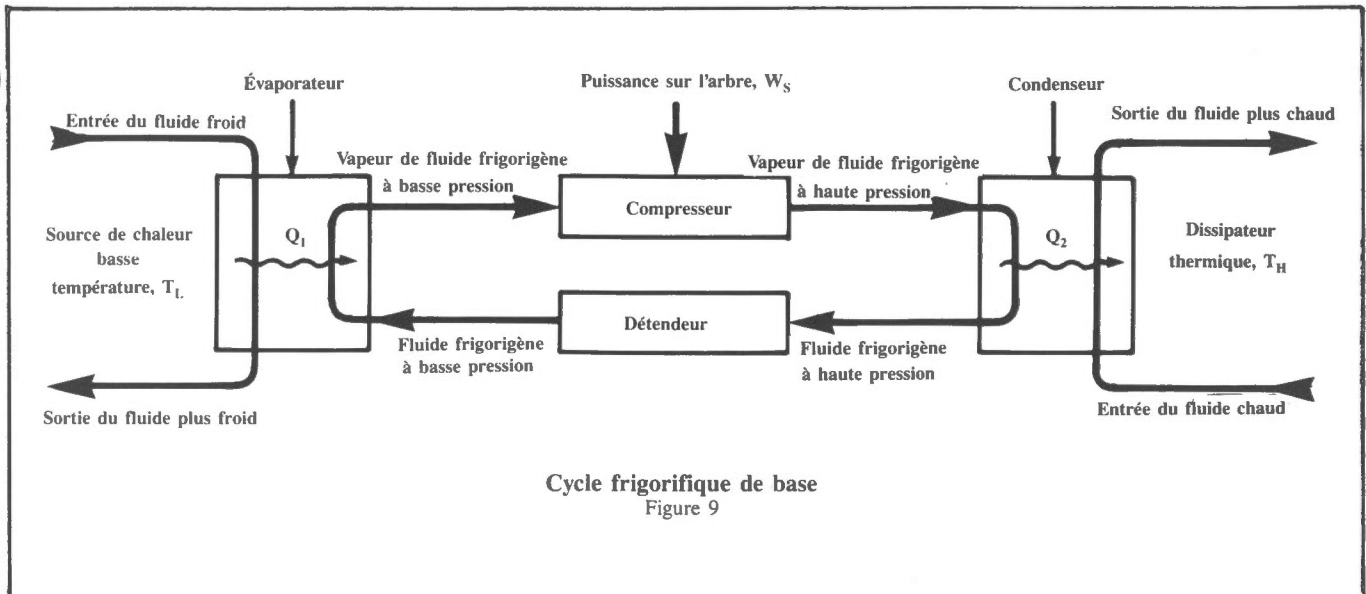 Évaporateur
Puissance sur l'arbre, W_S
Condenseur
Entrée du fluide froid
Sortie du fluide plus chaud
Vapeur de fluide frigorigène
à basse pression
Vapeur de fluide frigorigène
à haute pression
Compresseur
Source de chaleur
basse
température, T_L
Q_1
Q_2
Dissipateur
thermique, T_H
Détendeur
Fluide frigorigène
à basse pression
Fluide frigorigène
à haute pression
Sortie du fluide plus froid
Entrée du fluide chaud
Cycle frigorifique de base
Figure 9